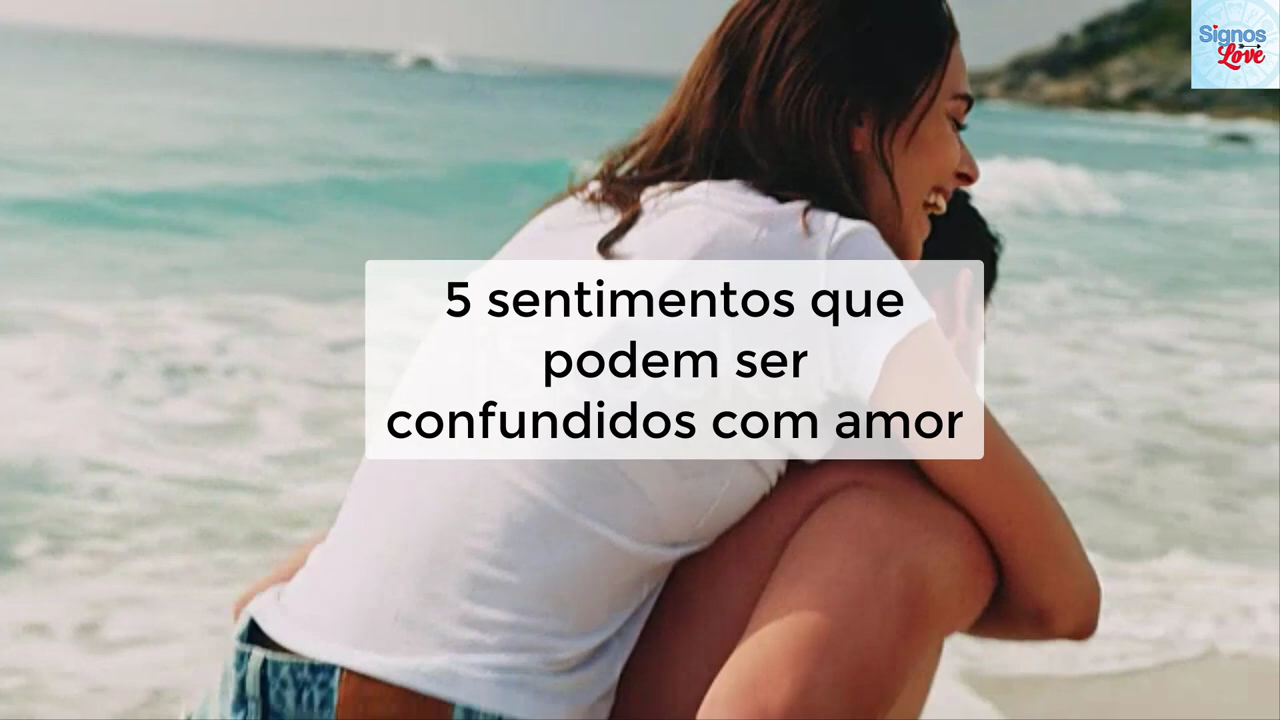 Signos
Love
5 sentimentos que
podem ser
confundidos com amor